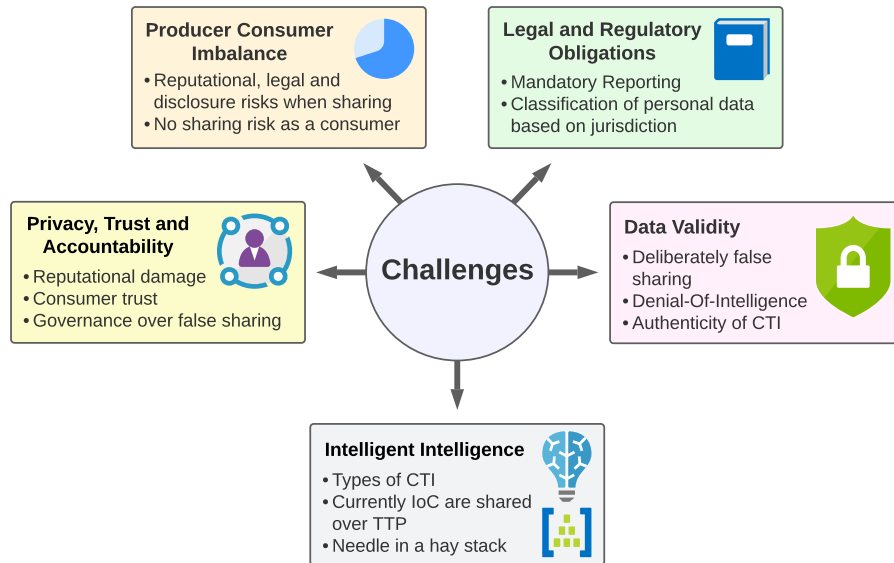 Producer Consumer
Imbalance
• Reputational, legal and
disclosure risks when sharing
• No sharing risk as a consumer
Legal and Regulatory
Obligations
• Mandatory Reporting
• Classification of personal data
based on jurisdiction
Privacy, Trust and
Accountability
• Reputational damage
• Consumer trust
• Governance over false sharing
Challenges
Data Validity
• Deliberately false
sharing
• Denial-Of-Intelligence
• Authenticity of CTI
Intelligent Intelligence
• Types of CTI
• Currently IoC are shared
over TTP
• Needle in a hay stack